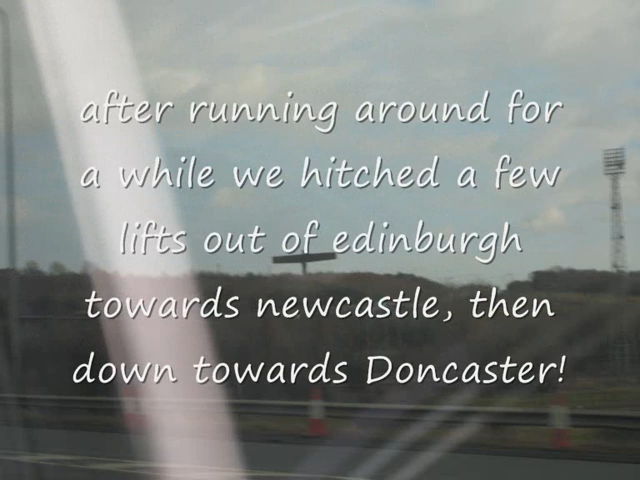 after running around for
a while we hitched a few
lifts out of edinburgh
towards newcastle, then
down towards Doncaster!